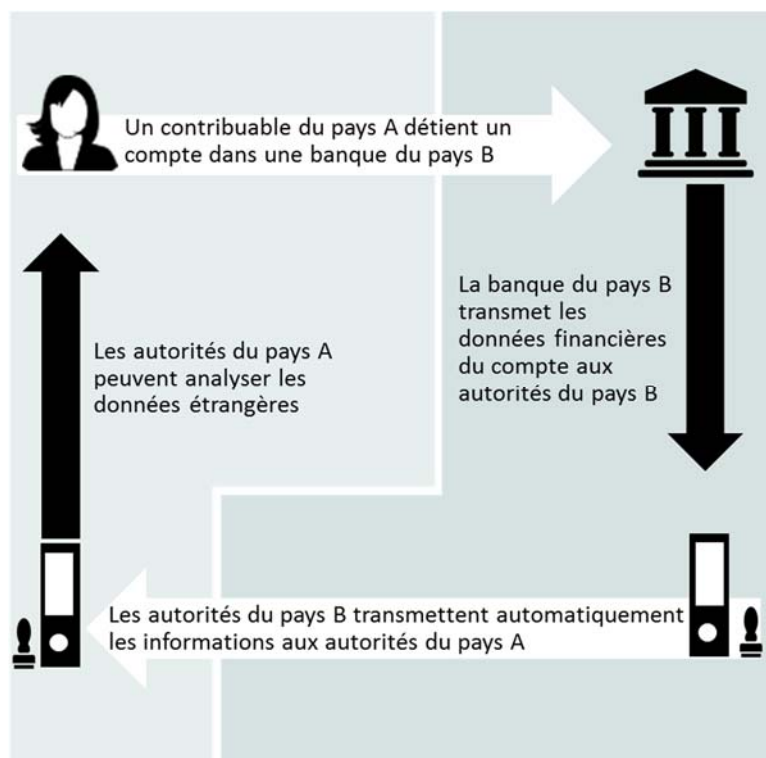 Un contribuable du pays A détient un
compte dans une banque du pays B
La banque du pays B
transmet les
données financières
du compte aux
autorités du pays B
Les autorités du pays B transmettent automatiquement
les informations aux autorités du pays A
Les autorités du pays A
peuvent analyser les
données étrangères